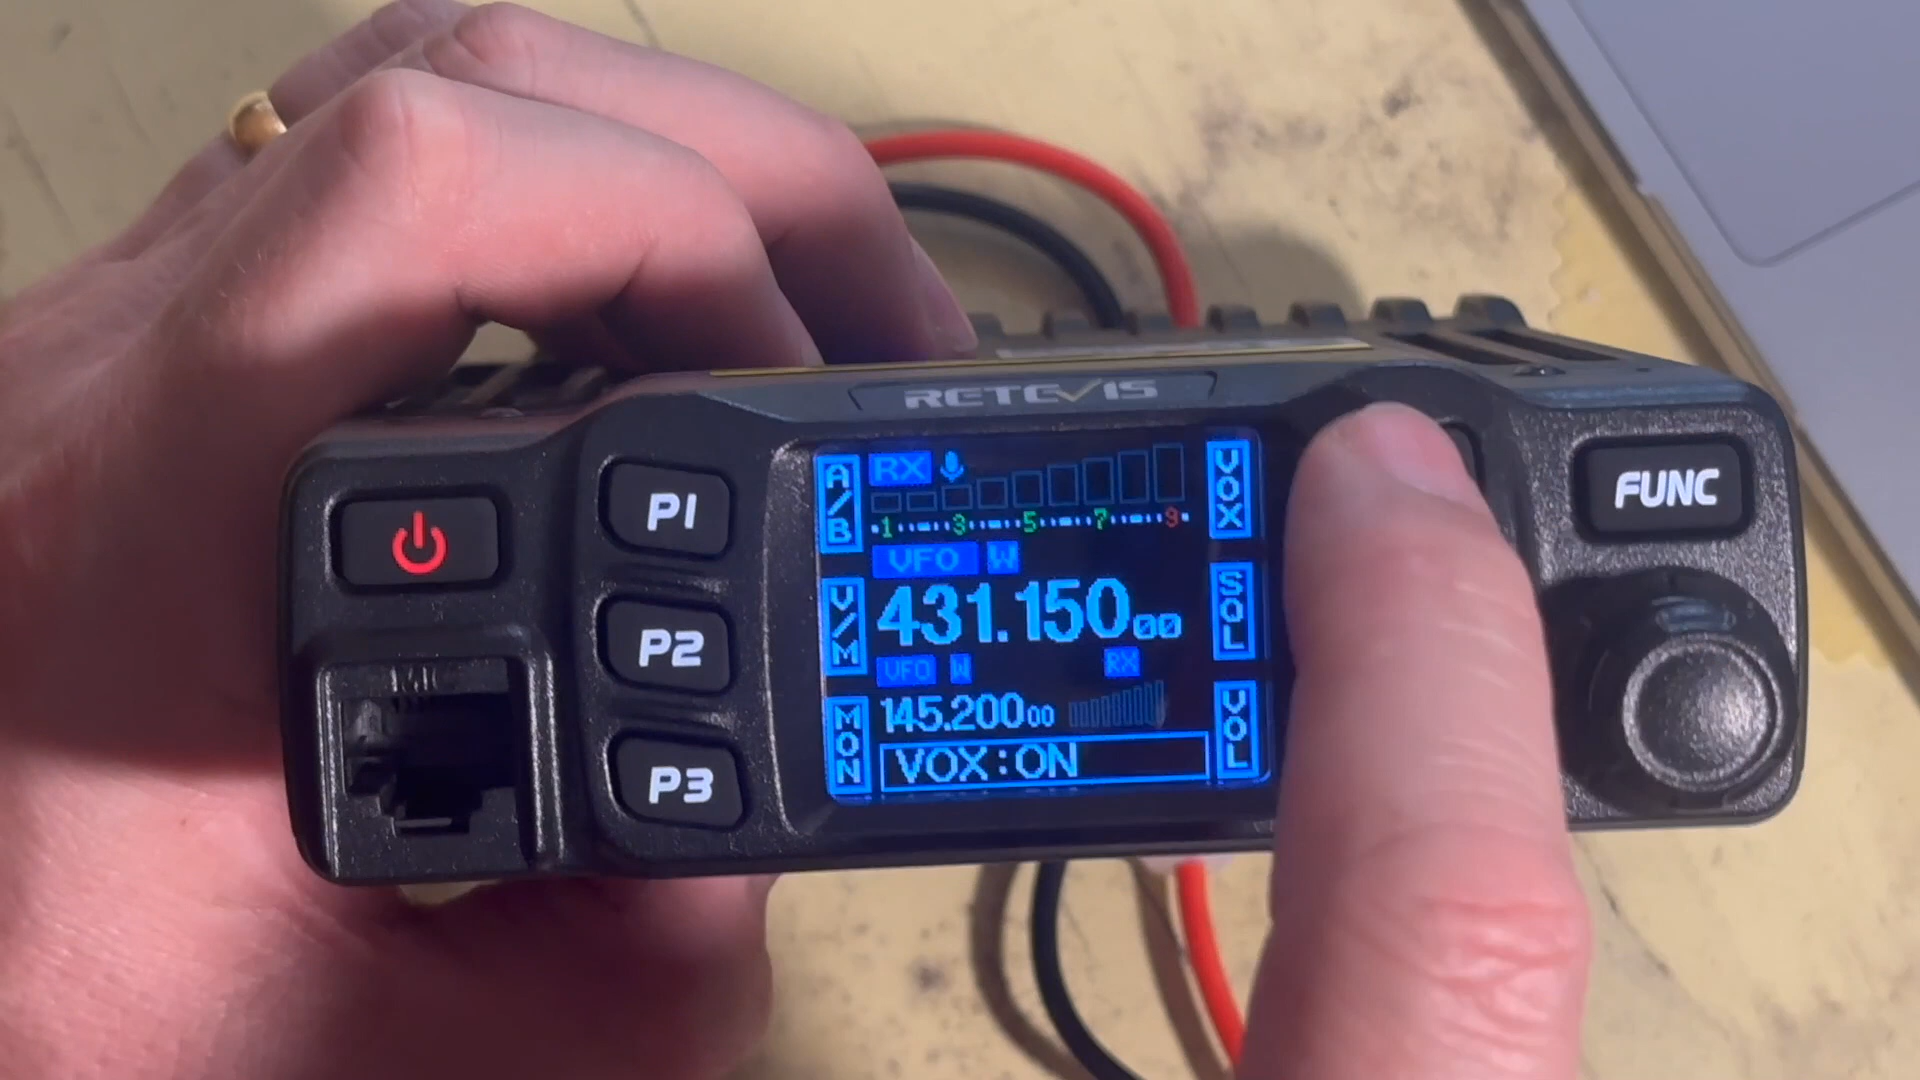 RETEVIS
P1
P2
P3
MIC
FUNC
A/B
V/M
MON
RX
1 3 5 7 9
VFO W
431.15000
VFO W RX
145.20000
VOX:ON
VOX
SQL
VOL